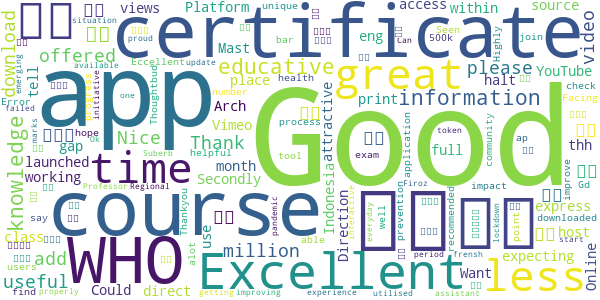 certificate
app
Good
course
WHO
great
time
Excellent
less
download
views
Platform
unique
situation
Mast
access
within
source
offered
tell
proud
bar
eng
500k
Seen
Highly
can
join
video
educative
please
YouTube
emerging
Error
failed
place
initiative
available
Eccellent
update
health
print
halt
information
check
Facing
Thoughtbud
number
Arch
Vimeo
attractive
thh
knowledge
Nice
Thank
gap
launched
working
marks
hope
Ok
one
Suberb
Professor
Regional
month
Secondly
process
helpful
tool
exam
token
full
ap
application
community
improve
Gd
downloaded
impact
express
host
class
add
say
Could
users
find
properly
direct
useful
use
million
Thankyou
pandemic
able
alot
Indonesia
Direction
interactive
prevention
everyday
well
Firoz
recommended
lockdown
point
expecting
Want
Online
period
frensh
start
getting
improving
experience
utilised
assistant